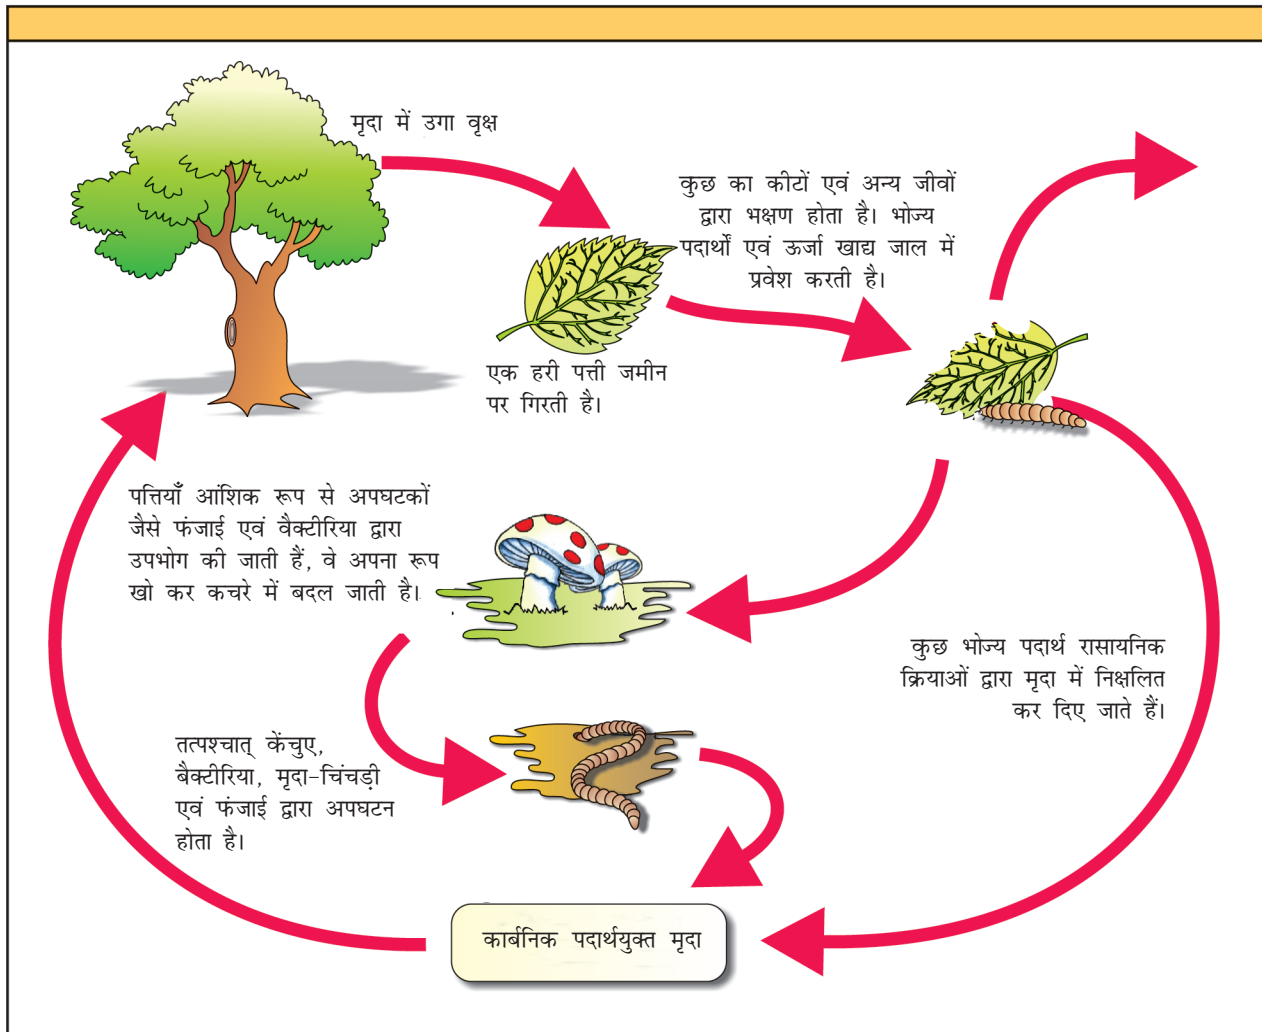 मृदा में उगा वृक्ष
कुछ का कीटों एवं अन्य जीवों
द्वारा भक्षण होता है। भोज्य
पदार्थों एवं ऊर्जा खाद्य जाल में
प्रवेश करती है।
एक हरी पत्ती जमीन
पर गिरती है।
पत्तियाँ आंशिक रूप से अपघटकों
जैसे फंजाई एवं वैक्टीरिया द्वारा
उपभोग की जाती हैं, वे अपना रूप
खो कर कचरे में बदल जाती है।
कुछ भोज्य पदार्थ रासायनिक
क्रियाओं द्वारा मृदा में निक्षलित
कर दिए जाते हैं।
तत्पश्चात् केंचुए,
बैक्टीरिया, मृदा-चिंचड़ी
एवं फंजाई द्वारा अपघटन
होता है।
कार्बनिक पदार्थयुक्त मृदा